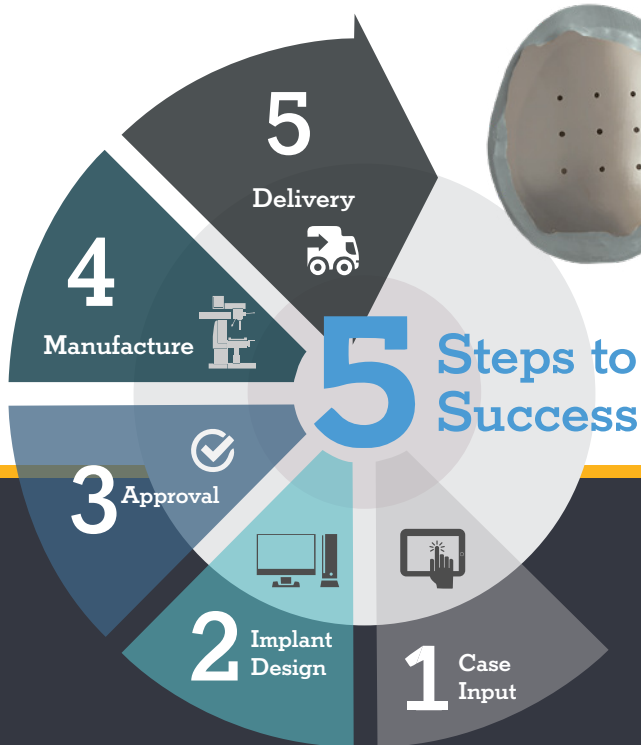 5
Delivery
4
Manufacture
5 Steps to
Success
3 Approval
2 Implant
Design
1 Case
Input